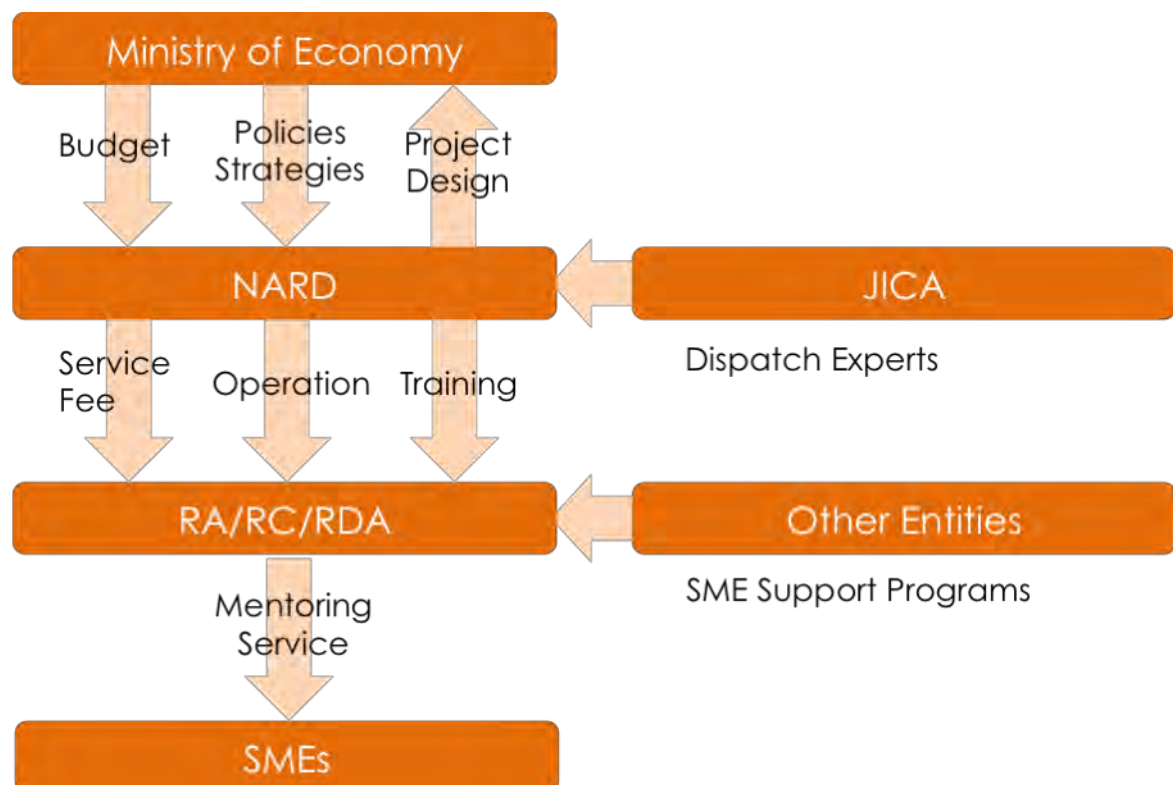 Ministry of Economy
Budget
Policies
Strategies
Project
Design
NARD
JICA
Dispatch Experts
Service
Fee
Operation
Training
RA/RC/RDA
Other Entities
SME Support Programs
Mentoring
Service
SMEs